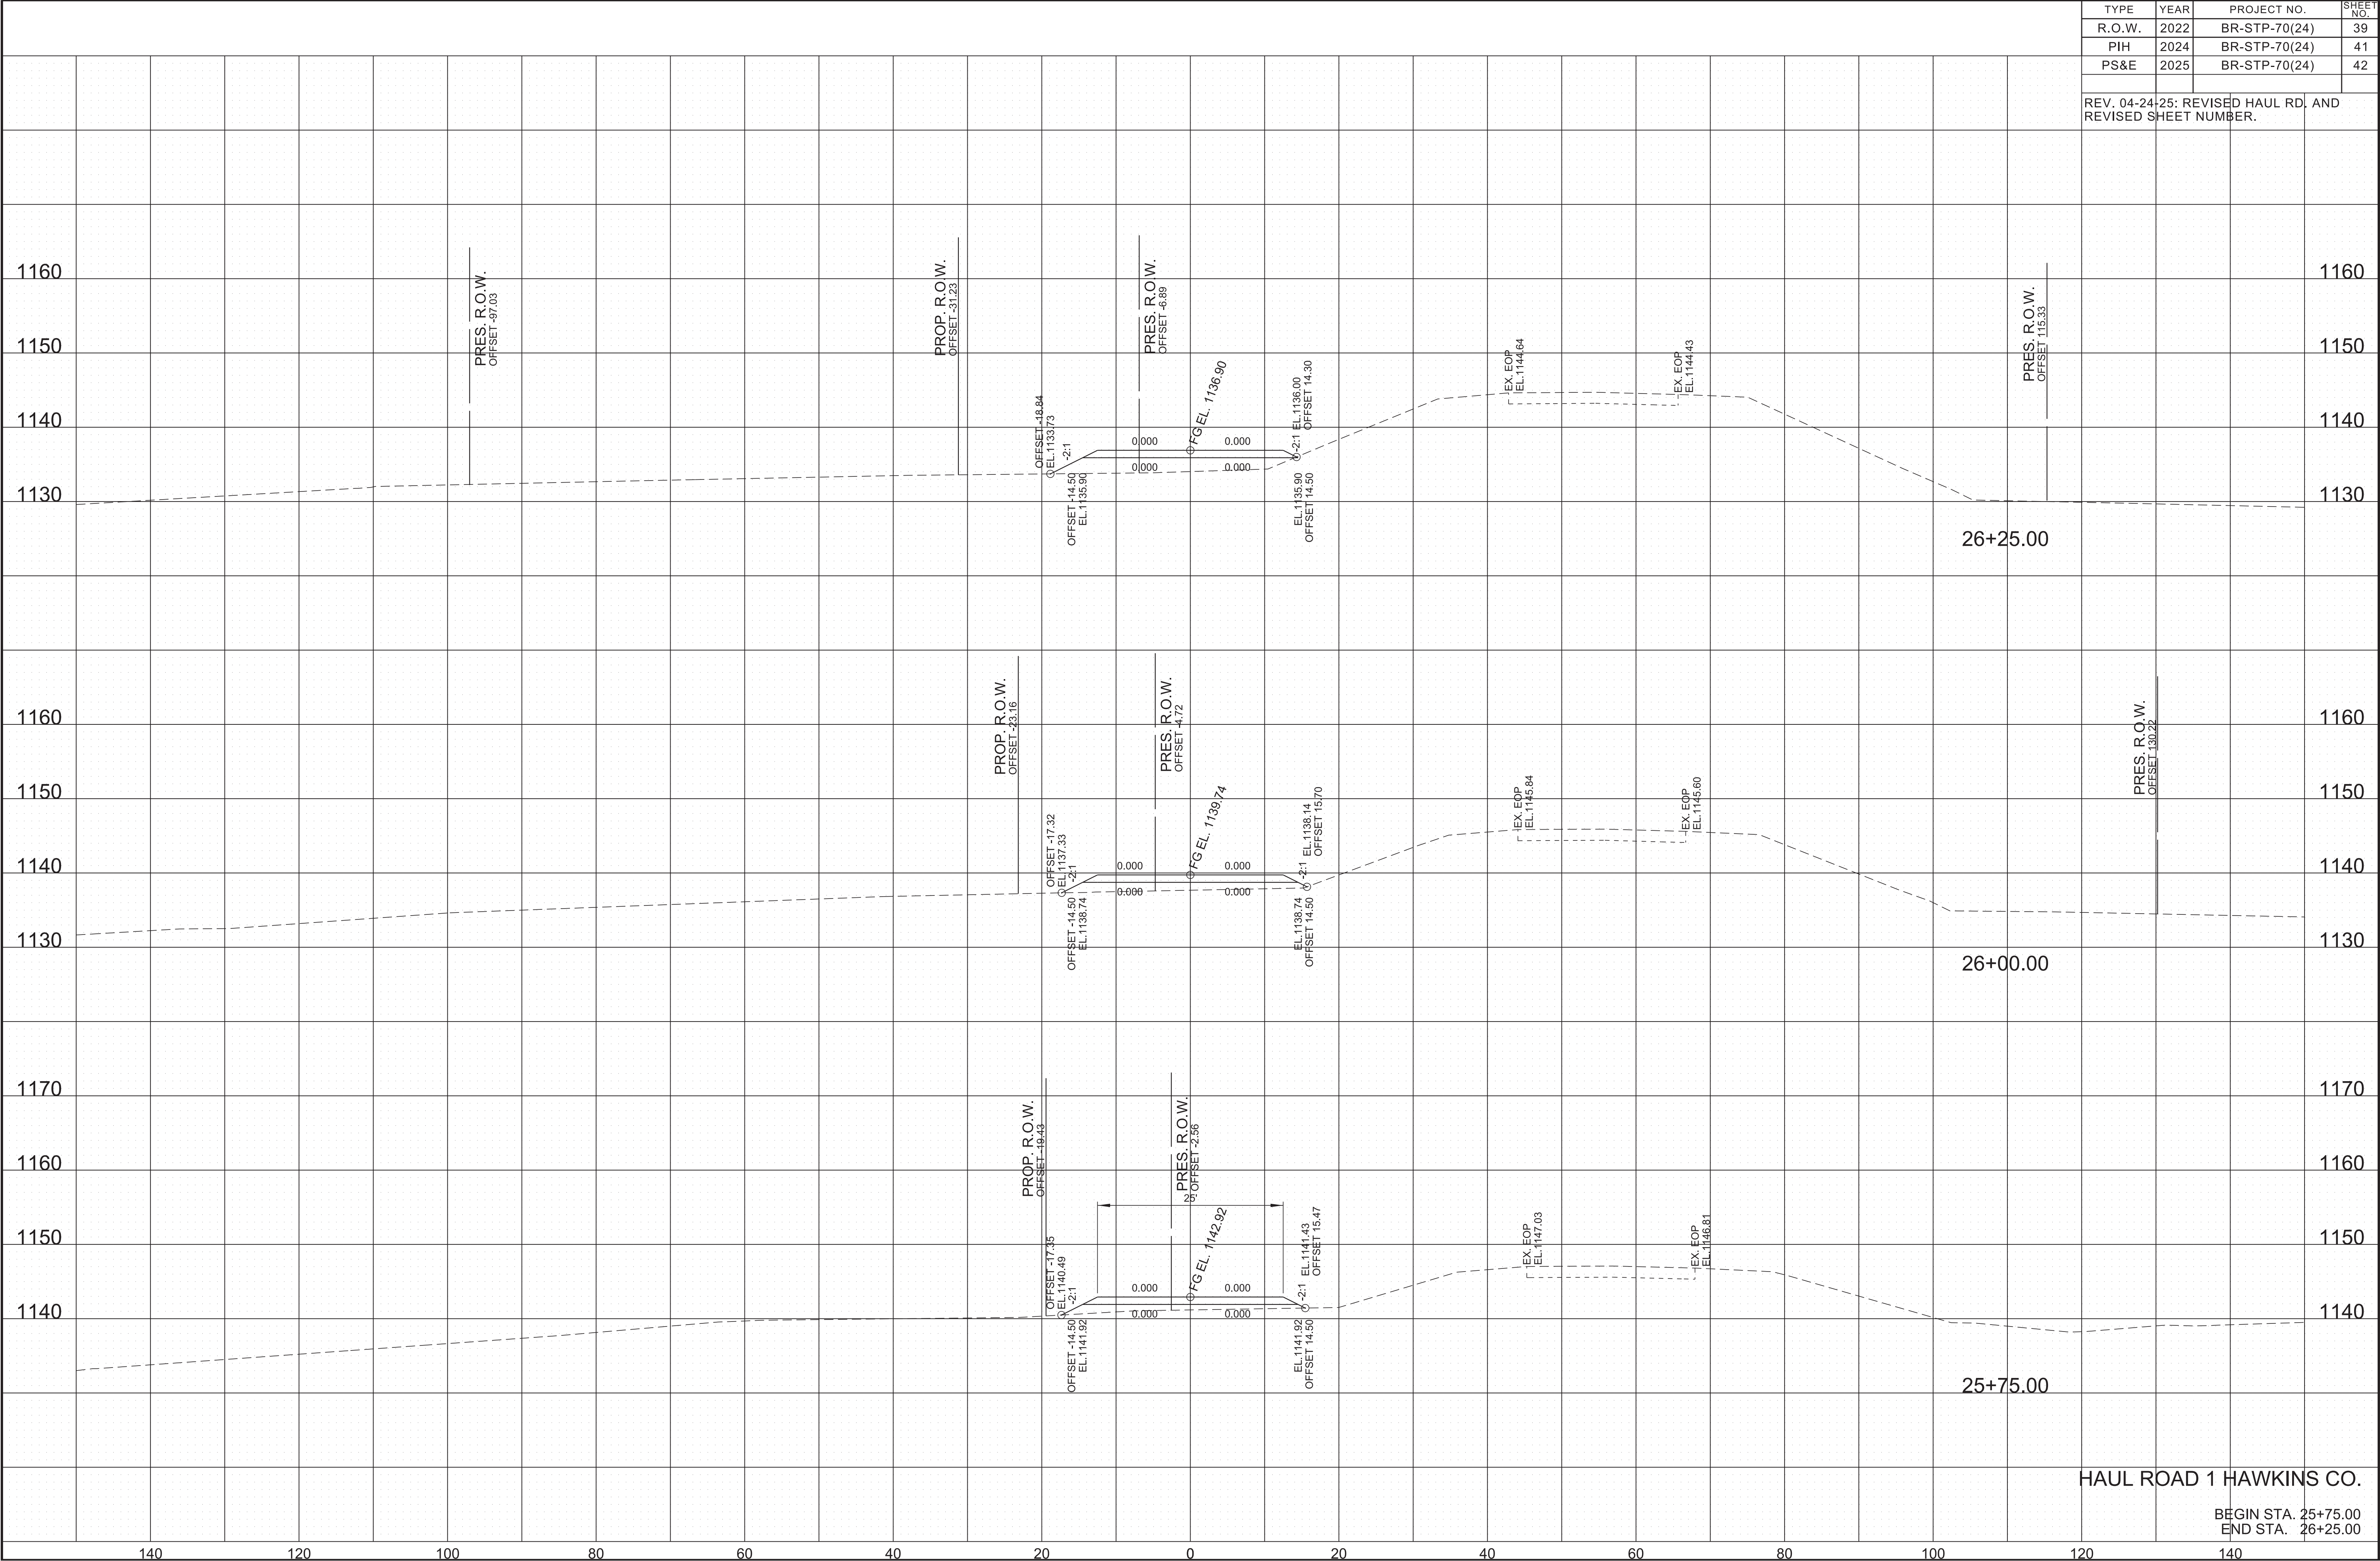 TYPE YEAR PROJECT NO. SHEET NO.
R.O.W. 2022 BR-STP-70(24) 39
PIH 2024 BR-STP-70(24) 41
PS&E 2025 BR-STP-70(24) 42
REV. 04-24-25: REVISED HAUL RD. AND
REVISED SHEET NUMBER.
1160
1150
1140
1130
PRES. R.O.W.
OFFSET -97.03
PROP. R.O.W.
OFFSET -31.23
PRES. R.O.W.
OFFSET -6.89
OFFSET -18.84
EL.1133.73
-2:1
0.000
0.000
FG EL. 1136.90
0.000
0.000
-2:1
EL.1136.00
OFFSET 14.30
OFFSET -14.50
EL.1135.90
EL.1135.90
OFFSET 14.50
EX. EOP
EL.1144.64
EX. EOP
EL.1144.43
PRES. R.O.W.
OFFSET 115.33
1160
1150
1140
1130
26+25.00
1160
1150
1140
1130
PROP. R.O.W.
OFFSET -23.16
PRES. R.O.W.
OFFSET -4.72
OFFSET -17.32
EL.1137.33
-2:1
0.000
0.000
FG EL. 1139.74
0.000
0.000
-2:1
EL.1138.14
OFFSET 15.70
OFFSET -14.50
EL.1138.74
EL.1138.74
OFFSET 14.50
EX. EOP
EL.1145.84
EX. EOP
EL.1145.60
PRES. R.O.W.
OFFSET 130.22
1160
1150
1140
1130
26+00.00
1170
1160
1150
1140
PROP. R.O.W.
OFFSET -19.43
PRES. R.O.W.
OFFSET -2.56
25'
OFFSET -17.35
EL.1140.49
-2:1
0.000
0.000
FG EL. 1142.92
0.000
0.000
-2:1
EL.1141.43
OFFSET 15.47
OFFSET -14.50
EL.1141.92
EL.1141.92
OFFSET 14.50
EX. EOP
EL.1147.03
EX. EOP
EL.1146.81
1170
1160
1150
1140
25+75.00
HAUL ROAD 1 HAWKINS CO.
BEGIN STA. 25+75.00
END STA. 26+25.00
140 120 100 80 60 40 20 0 20 40 60 80 100 120 140